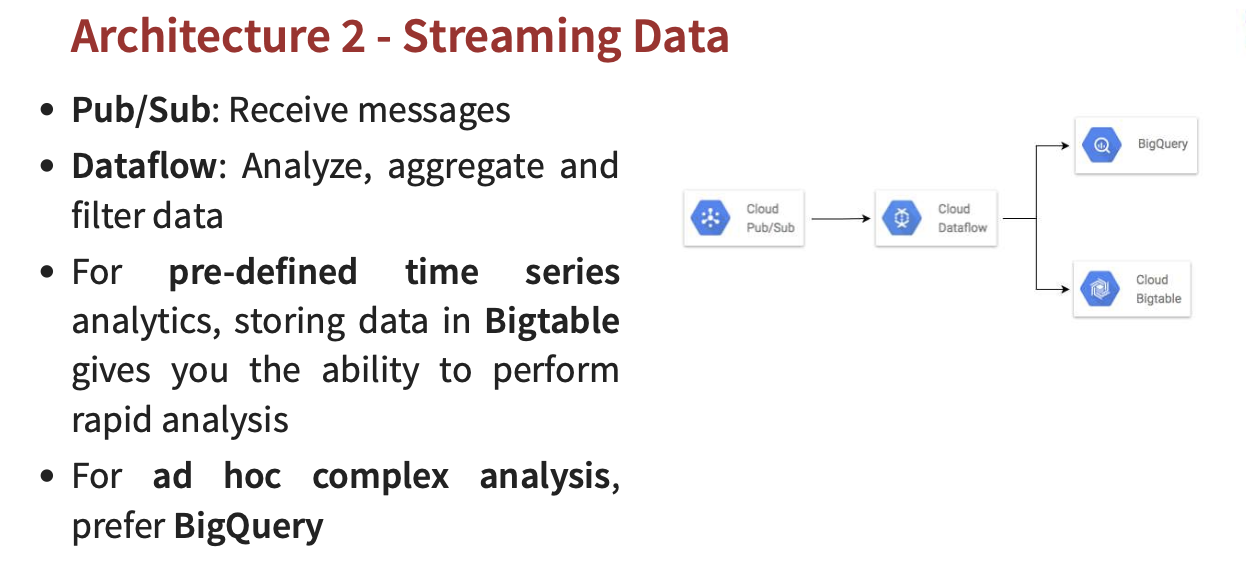 Architecture 2 - Streaming Data
• Pub/Sub: Receive messages
• Dataflow: Analyze, aggregate and
filter data
• For pre-defined time series
analytics, storing data in Bigtable
gives you the ability to perform
rapid analysis
• For ad hoc complex analysis,
prefer BigQuery
Cloud
Pub/Sub
Cloud
Dataflow
BigQuery
Cloud
Bigtable